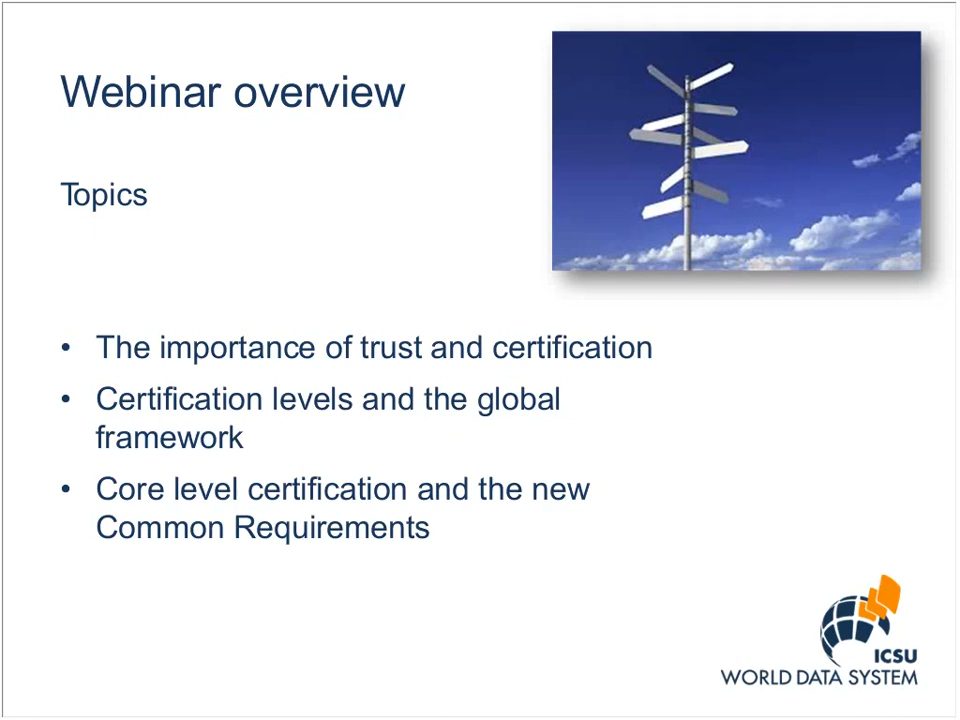 Webinar overview
Topics
• The importance of trust and certification
• Certification levels and the global
framework
• Core level certification and the new
Common Requirements
ICSU
WORLD DATA SYSTEM